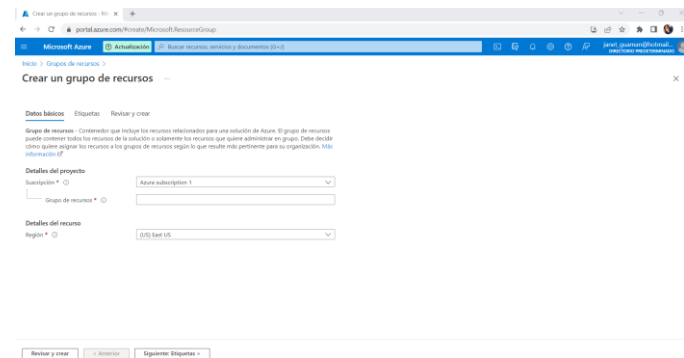 Crear un grupo de recursos - Mic
portal.azure.com/#create/Microsoft.ResourceGroup
Microsoft Azure
Actualización
Buscar recursos, servicios y documentos (G+/)
janet_guaman@hotmail...
DIRECTORIO PREDETERMINADO
Inicio > Grupos de recursos >
Crear un grupo de recursos ...
Datos básicos Etiquetas Revisar y crear
Grupo de recursos - Contenedor que incluye los recursos relacionados para una solución de Azure. El grupo de recursos
puede contener todos los recursos de la solución o solamente los recursos que quiere administrar en grupo. Debe decidir
cómo quiere asignar los recursos a los grupos de recursos según lo que resulte más pertinente para su organización. Más
información
Detalles del proyecto
Suscripción * Azure subscription 1
Grupo de recursos *
Detalles del recurso
Región * (US) East US
Revisar y crear < Anterior Siguiente: Etiquetas >